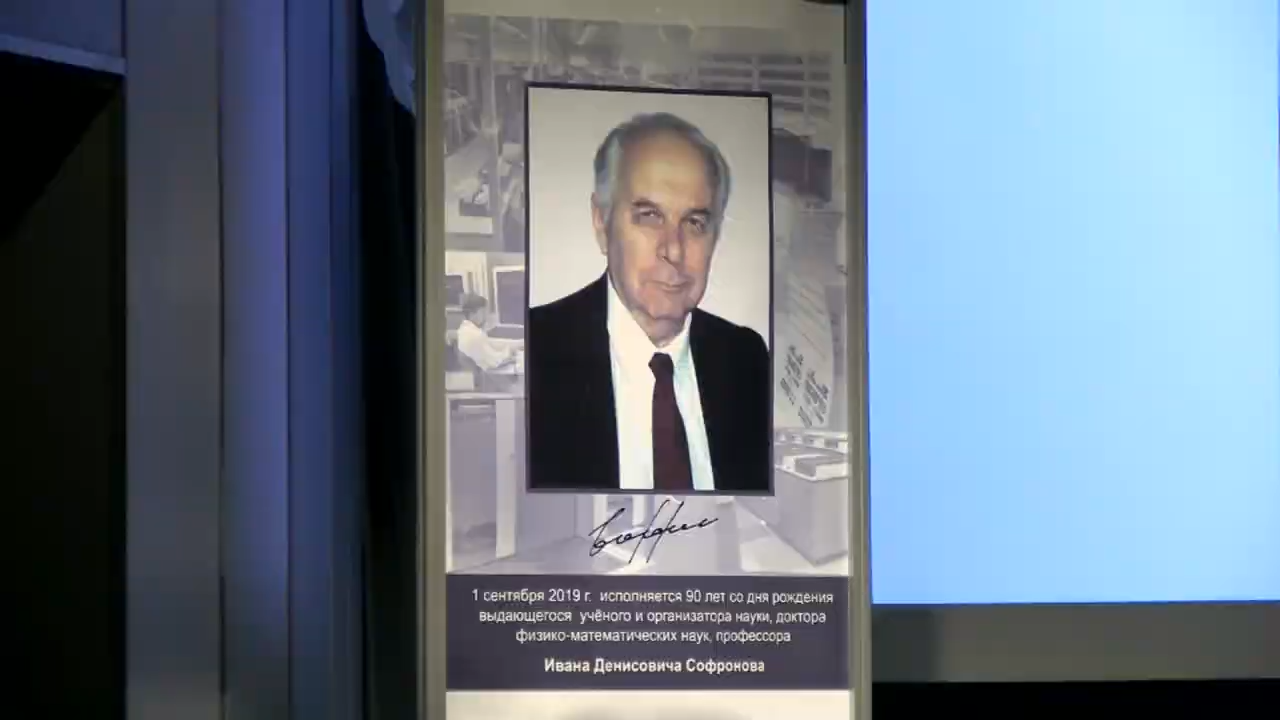 1 сентября 2019 г. исполняется 90 лет со дня рождения
выдающегося учёного и организатора науки, доктора
физико-математических наук, профессора
Ивана Денисовича Софронова